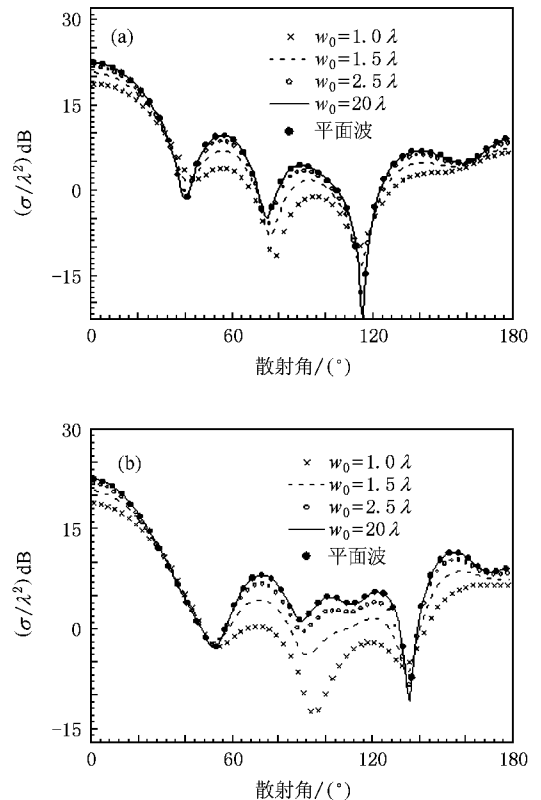 (a)
30
15
0
−15
(σ/λ²)dB
× w₀=1.0λ
w₀=1.5λ
w₀=2.5λ
w₀=20λ
平面波
0 60 120 180
散射角/(°)
(b)
30
15
0
−15
(σ/λ²)dB
× w₀=1.0λ
w₀=1.5λ
w₀=2.5λ
w₀=20λ
平面波
0 60 120 180
散射角/(°)